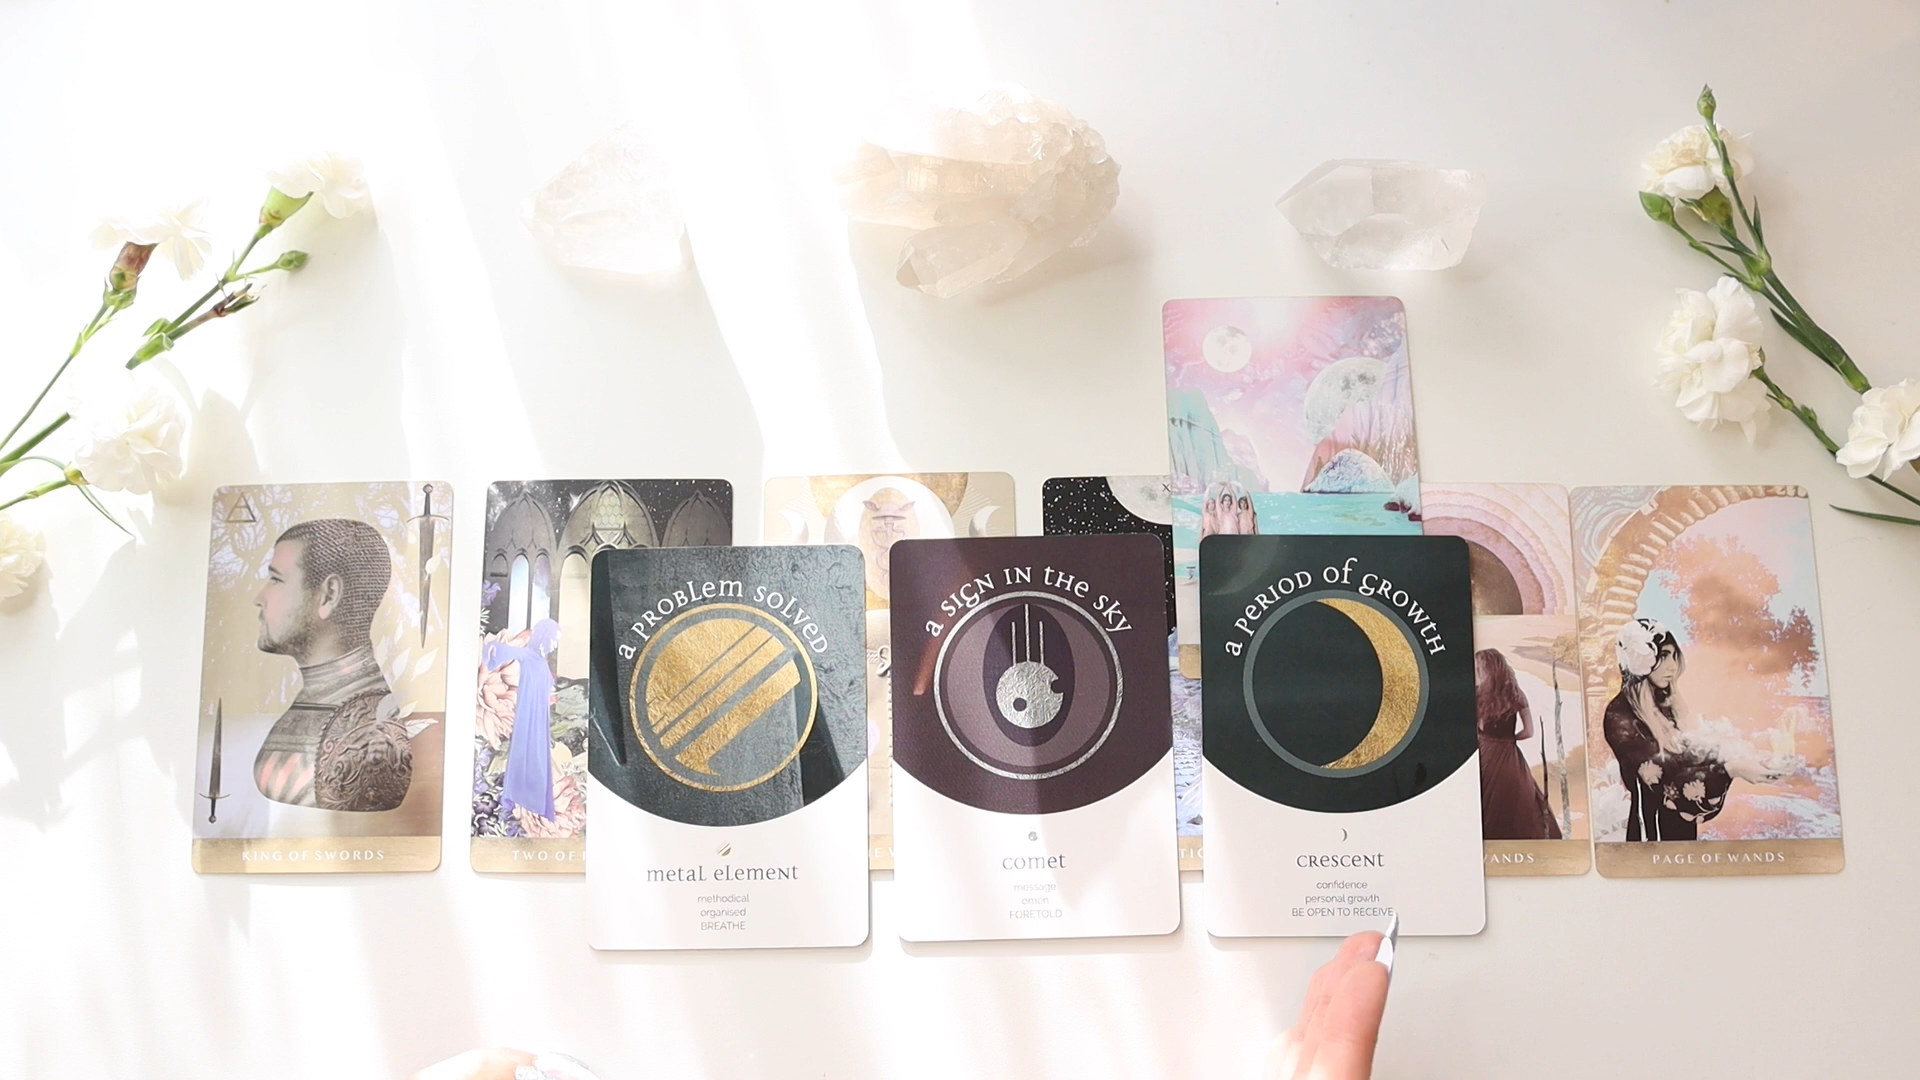 KING OF SWORDS
TWO OF
a PROBLem SOLVED
metaL eLement
methodical
organised
BREATHE
a SIGN IN the SKY
comet
message
omen
FORETOLD
X
a PERIOD of GROWTH
crescent
confidence
personal growth
BE OPEN TO RECEIVE
WANDS
PAGE OF WANDS